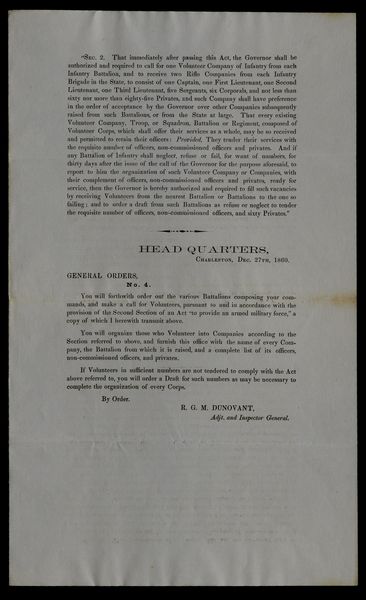 "Sec. 2. That immediately after passing this Act, the Governor shall be
authorized and required to call for one Volunteer Company of Infantry from each
Infantry Battalion, and to receive two Rifle Companies from each Infantry
Brigade in the State, to consist of one Captain, one First Lieutenant, one Second
Lieutenant, one Third Lieutenant, five Sergeants, six Corporals, and not less than
sixty nor more than eighty-five Privates, and such Company shall have preference
in the order of acceptance by the Governor over other Companies subsequently
raised from such Battalions, or from the State at large. That every existing
Volunteer Company, Troop, or Squadron, Battalion or Regiment, composed of
Volunteer Corps, which shall offer their services as a whole, may be so received
and permitted to retain their officers: Provided, They tender their services with
the requisite number of officers, non-commissioned officers and privates. And if
any Battalion of Infantry shall neglect, refuse or fail, for want of numbers, for
thirty days after the issue of the call of the Governor for the purpose aforesaid, to
report to him the organization of such Volunteer Company or Companies, with
their complement of officers, non-commissioned officers and privates, ready for
service, then the Governor is hereby authorized and required to fill such vacancies
by receiving Volunteers from the nearest Battalion or Battalions to the one so
failing; and to order a draft from such Battalions as refuse or neglect to tender
the requisite number of officers, non-commissioned officers, and sixty Privates."
HEAD QUARTERS,
Charleston, Dec. 27th, 1860.
GENERAL ORDERS,
No. 4.
You will forthwith order out the various Battalions composing your com-
mands, and make a call for Volunteers, pursuant to and in accordance with the
provision of the Second Section of an Act "to provide an armed military force," a
copy of which I herewith transmit above.
You will organize those who Volunteer into Companies according to the
Section referred to above, and furnish this office with the name of every Com-
pany, the Battalion from which it is raised, and a complete list of its officers,
non-commissioned officers, and privates.
If Volunteers in sufficient numbers are not tendered to comply with the Act
above referred to, you will order a Draft for such numbers as may be necessary to
complete the organization of every Corps.
By Order.
R. G. M. DUNOVANT,
Adjt. and Inspector General.